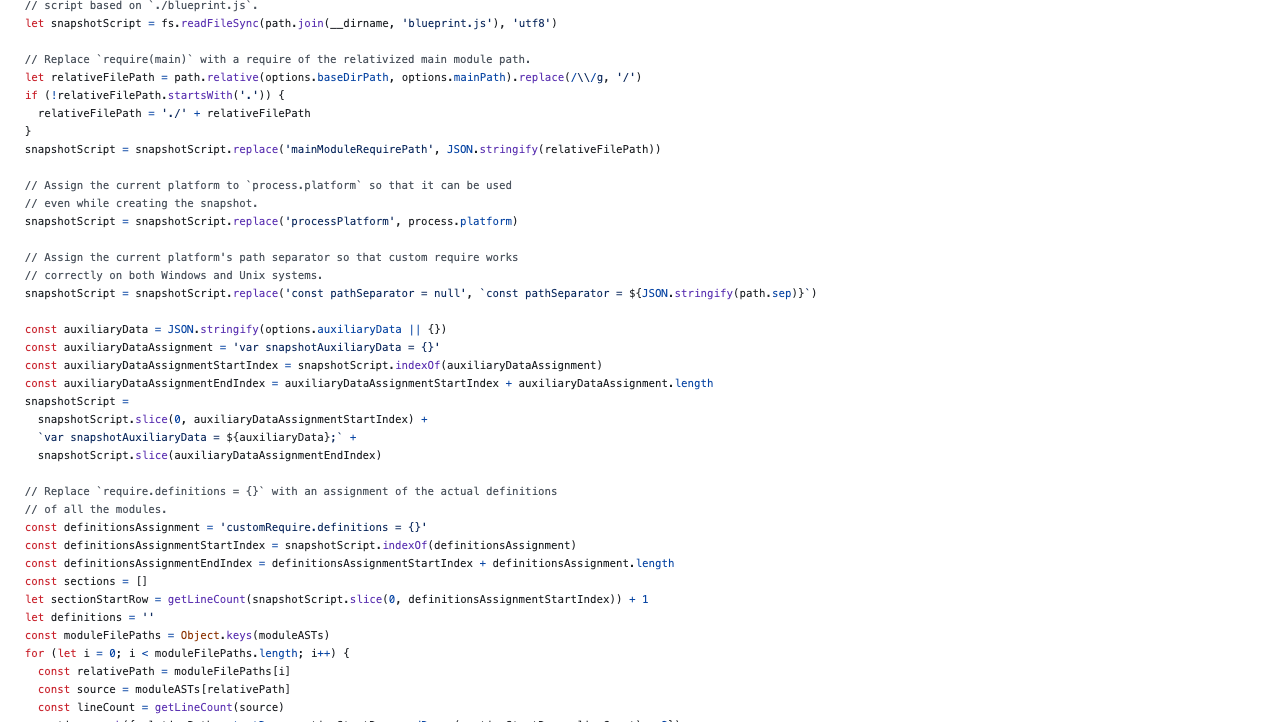 // script based on `./blueprint.js`.
let snapshotScript = fs.readFileSync(path.join(__dirname, 'blueprint.js'), 'utf8')
// Replace `require(main)` with a require of the relativized main module path.
let relativeFilePath = path.relative(options.baseDirPath, options.mainPath).replace(/\\/g, '/')
if (!relativeFilePath.startsWith('.')) {
  relativeFilePath = './' + relativeFilePath
}
snapshotScript = snapshotScript.replace('mainModuleRequirePath', JSON.stringify(relativeFilePath))
// Assign the current platform to `process.platform` so that it can be used
// even while creating the snapshot.
snapshotScript = snapshotScript.replace('processPlatform', process.platform)
// Assign the current platform's path separator so that custom require works
// correctly on both Windows and Unix systems.
snapshotScript = snapshotScript.replace('const pathSeparator = null', `const pathSeparator = ${JSON.stringify(path.sep)}`)
const auxiliaryData = JSON.stringify(options.auxiliaryData || {})
const auxiliaryDataAssignment = 'var snapshotAuxiliaryData = {}'
const auxiliaryDataAssignmentStartIndex = snapshotScript.indexOf(auxiliaryDataAssignment)
const auxiliaryDataAssignmentEndIndex = auxiliaryDataAssignmentStartIndex + auxiliaryDataAssignment.length
snapshotScript =
  snapshotScript.slice(0, auxiliaryDataAssignmentStartIndex) +
  `var snapshotAuxiliaryData = ${auxiliaryData};` +
  snapshotScript.slice(auxiliaryDataAssignmentEndIndex)
// Replace `require.definitions = {}` with an assignment of the actual definitions
// of all the modules.
const definitionsAssignment = 'customRequire.definitions = {}'
const definitionsAssignmentStartIndex = snapshotScript.indexOf(definitionsAssignment)
const definitionsAssignmentEndIndex = definitionsAssignmentStartIndex + definitionsAssignment.length
const sections = []
let sectionStartRow = getLineCount(snapshotScript.slice(0, definitionsAssignmentStartIndex)) + 1
let definitions = ''
const moduleFilePaths = Object.keys(moduleASTs)
for (let i = 0; i < moduleFilePaths.length; i++) {
  const relativePath = moduleFilePaths[i]
  const source = moduleASTs[relativePath]
  const lineCount = getLineCount(source)